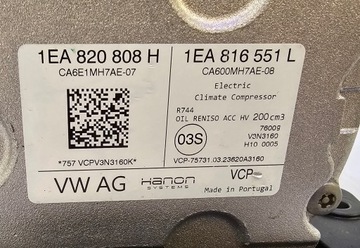 1EA 820 808 H
CA6E1MH7AE-07
*757 VCPV3N3160K*
VW AG
Hanon
SYSTEMS
1EA 816 551 L
CA600MH7AE-08
Electric
Climate Compressor
R744
OIL RENISO ACC HV 200cm3
03S
76009
V3N3160
H10 0005
VCP-75731.03.23620A3160
VCP
Made in Portugal